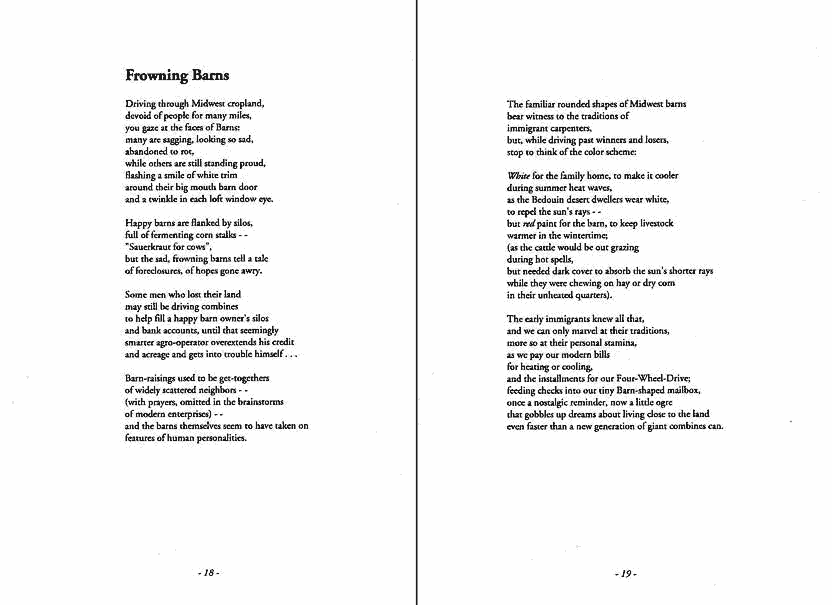 Frowning Barns
Driving through Midwest cropland,
devoid of people for many miles,
you gaze at the faces of Barns:
many are sagging, looking so sad,
abandoned to rot,
while others are still standing proud,
flashing a smile of white trim
around their big mouth barn door
and a twinkle in each loft window eye.
Happy barns are flanked by silos,
full of fermenting corn stalks - -
"Sauerkraut for cows",
but the sad, frowning barns tell a tale
of foreclosures, of hopes gone awry.
Some men who lost their land
may still be driving combines
to help fill a happy barn owner's silos
and bank accounts, until that seemingly
smarter agro-operator overextends his credit
and acreage and gets into trouble himself . . .
Barn-raisings used to be get-togethers
of widely scattered neighbors - -
(with prayers, omitted in the brainstorms
of modern enterprises) - -
and the barns themselves seem to have taken on
features of human personalities.
- 18 -
The familiar rounded shapes of Midwest barns
bear witness to the traditions of
immigrant carpenters,
but, while driving past winners and losers,
stop to think of the color scheme:
White for the family home, to make it cooler
during summer heat waves,
as the Bedouin desert dwellers wear white,
to repel the sun's rays - -
but red paint for the barn, to keep livestock
warmer in the wintertime;
(as the cattle would be out grazing
during hot spells,
but needed dark cover to absorb the sun's shorter rays
while they were chewing on hay or dry corn
in their unheated quarters).
The early immigrants knew all that,
and we can only marvel at their traditions,
more so at their personal stamina,
as we pay our modern bills
for heating or cooling,
and the installments for our Four-Wheel-Drive;
feeding checks into our tiny Barn-shaped mailbox,
once a nostalgic reminder, now a little ogre
that gobbles up dreams about living close to the land
even faster than a new generation of giant combines can.
- 19 -